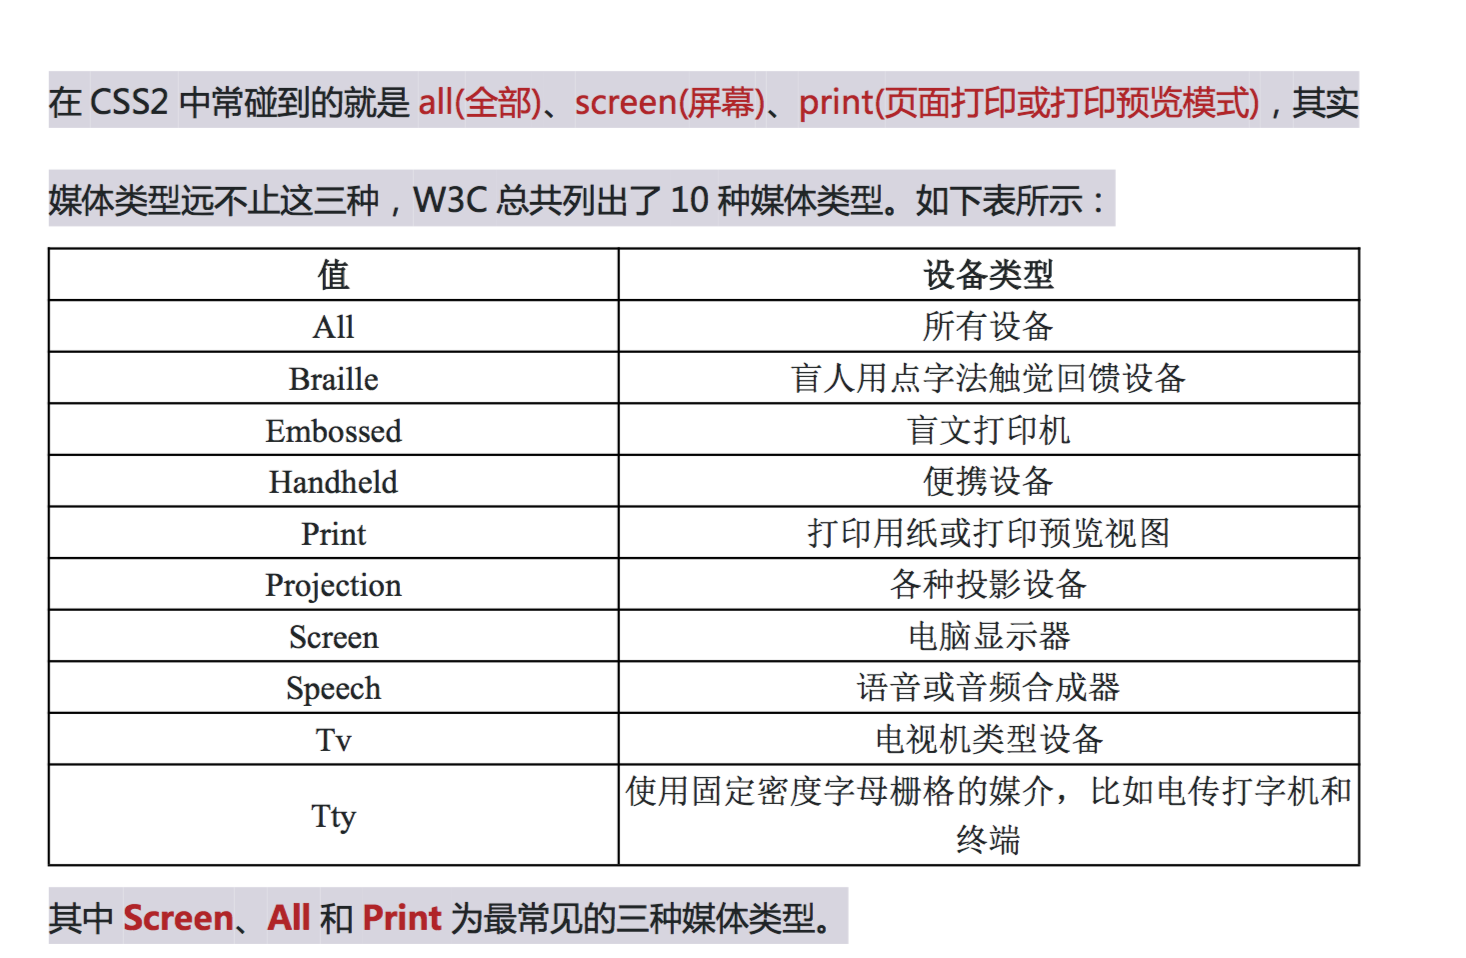 在 CSS2 中常碰到的就是 all(全部)、screen(屏幕)、print(页面打印或打印预览模式)，其实
媒体类型远不止这三种，W3C 总共列出了 10 种媒体类型。如下表所示：
值 设备类型
All 所有设备
Braille 盲人用点字法触觉回馈设备
Embossed 盲文打印机
Handheld 便携设备
Print 打印用纸或打印预览视图
Projection 各种投影设备
Screen 电脑显示器
Speech 语音或音频合成器
Tv 电视机类型设备
Tty 使用固定密度字母栅格的媒介，比如电传打字机和
终端
其中 Screen、All 和 Print 为最常见的三种媒体类型。